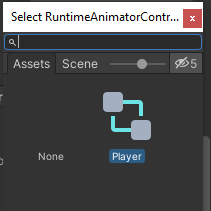 Select RuntimeAnimatorContr... x
Assets Scene 5
None Player